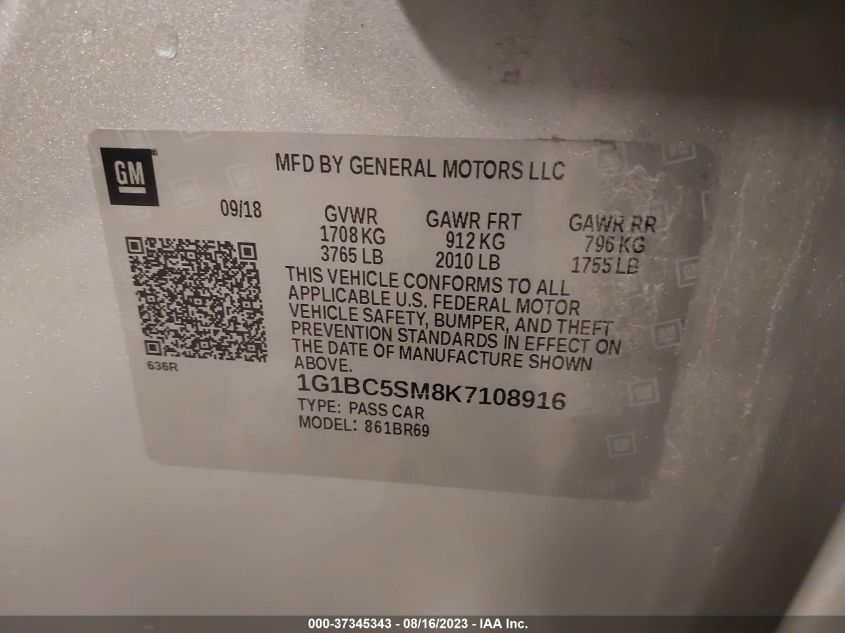 GM
MFD BY GENERAL MOTORS LLC
09/18 GVWR GAWR FRT GAWR RR
1708 KG 912 KG 796 KG
3765 LB 2010 LB 1755 LB
THIS VEHICLE CONFORMS TO ALL
APPLICABLE U.S. FEDERAL MOTOR
VEHICLE SAFETY, BUMPER, AND THEFT
PREVENTION STANDARDS IN EFFECT ON
THE DATE OF MANUFACTURE SHOWN
ABOVE.
636R
1G1BC5SM8K7108916
TYPE: PASS CAR
MODEL: 861BR69
000-37345343 - 08/16/2023 - IAA Inc.